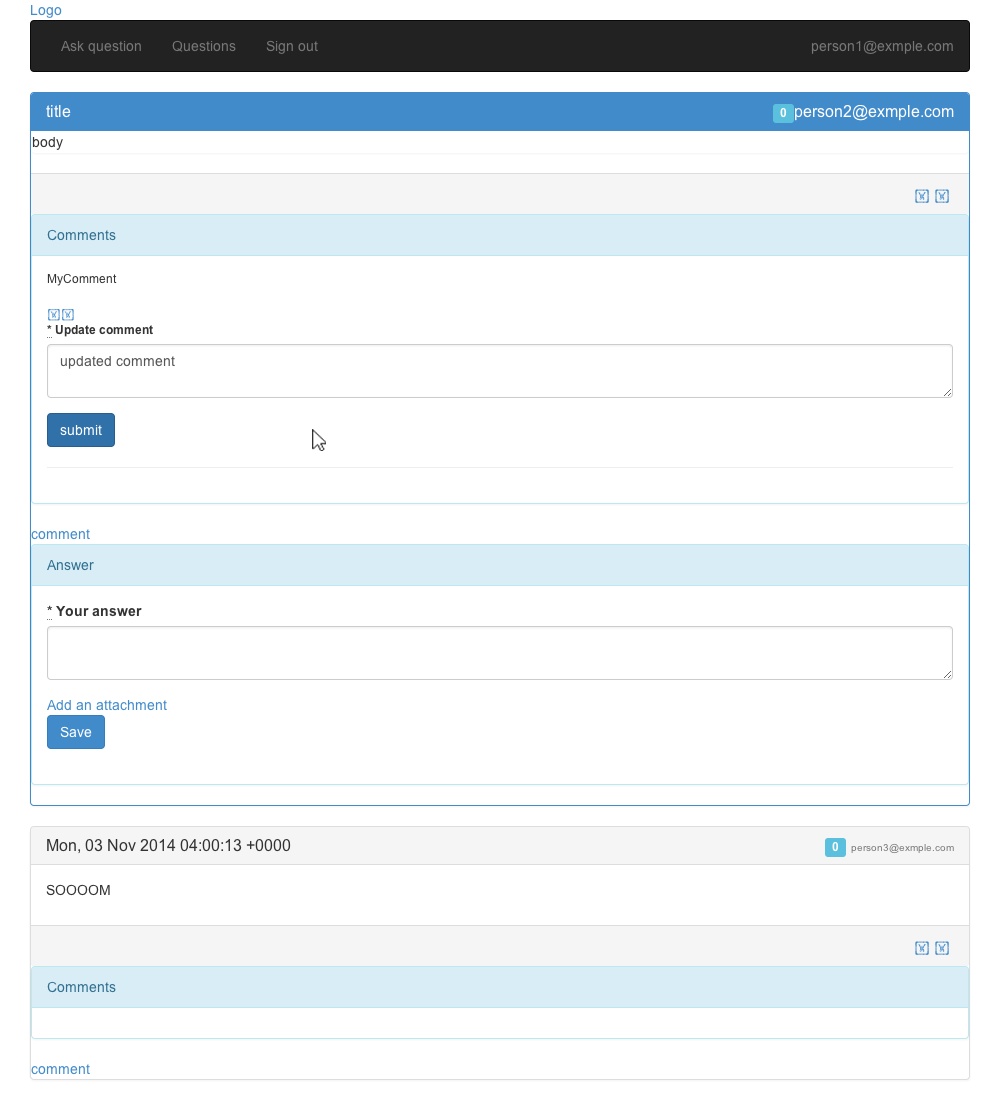 Logo
Ask question Questions Sign out person1@exmple.com
title 0 person2@exmple.com
body
Comments
MyComment
* Update comment
updated comment
submit
comment
Answer
* Your answer
Add an attachment
Save
Mon, 03 Nov 2014 04:00:13 +0000 0 person3@exmple.com
SOOOOM
Comments
comment